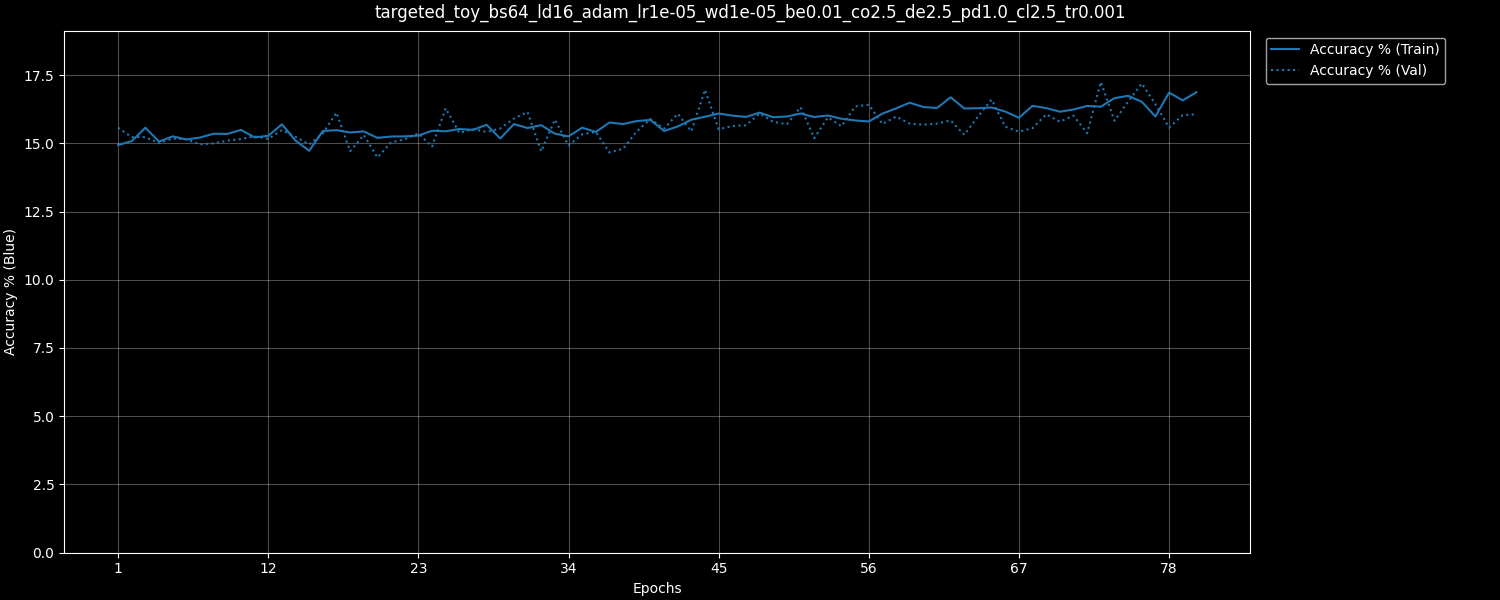 targeted_toy_bs64_ld16_adam_lr1e-05_wd1e-05_be0.01_co2.5_de2.5_pd1.0_cl2.5_tr0.001
Accuracy % (Train)
Accuracy % (Val)
Accuracy % (Blue)
17.5
15.0
12.5
10.0
7.5
5.0
2.5
0.0
1 12 23 34 45 56 67 78
Epochs